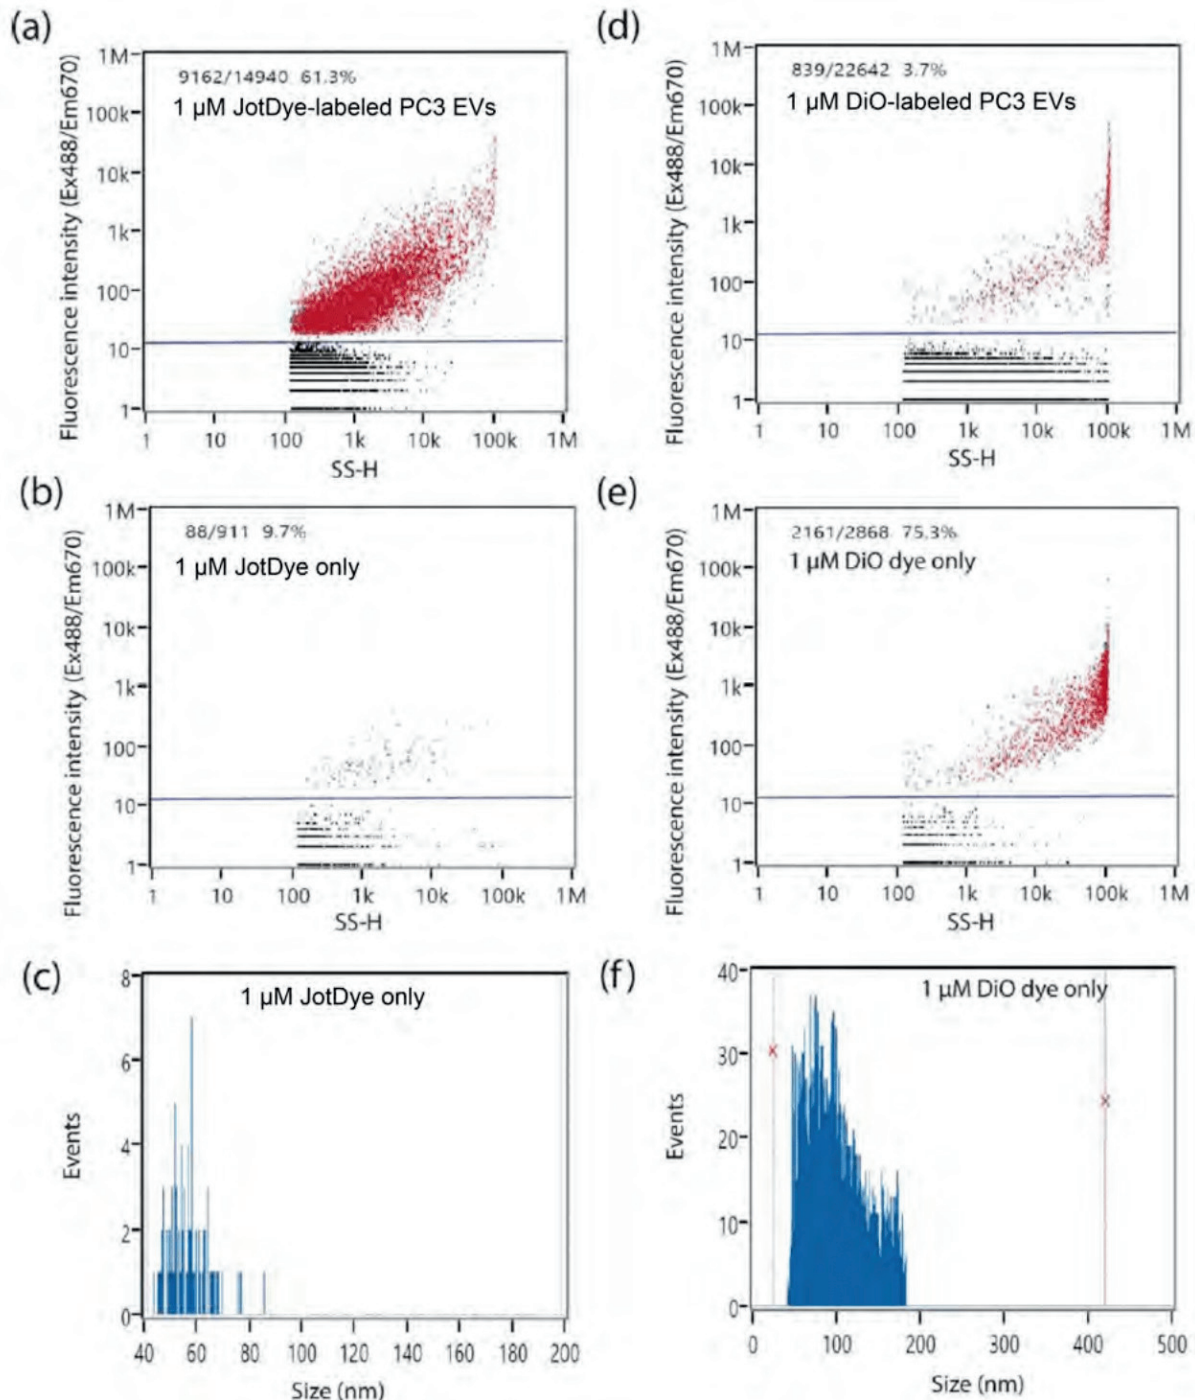 (a)
Fluorescence intensity (Ex488/Em670)
1M
100k
10k
1k
100
10
1
9162/14940 61.3%
1 µM JotDye-labeled PC3 EVs
1 10 100 1k 10k 100k 1M
SS-H
(d)
Fluorescence intensity (Ex488/Em670)
1M
100k
10k
1k
100
10
1
839/22642 3.7%
1 µM DiO-labeled PC3 EVs
1 10 100 1k 10k 100k 1M
SS-H
(b)
Fluorescence intensity (Ex488/Em670)
1M
100k
10k
1k
100
10
1
88/911 9.7%
1 µM JotDye only
1 10 100 1k 10k 100k 1M
SS-H
(e)
Fluorescence intensity (Ex488/Em670)
1M
100k
10k
1k
100
10
1
2161/2868 75.3%
1 µM DiO dye only
1 10 100 1k 10k 100k 1M
SS-H
(c)
Events
8
6
4
2
0
1 µM JotDye only
40 60 80 100 120 140 160 180 200
Size (nm)
(f)
Events
40
30
20
10
0
1 µM DiO dye only
0 100 200 300 400 500
Size (nm)